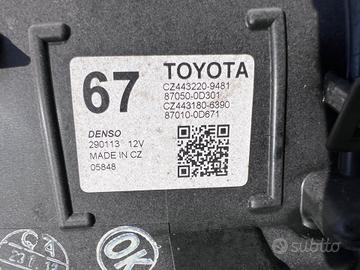 67
TOYOTA
CZ443220-9481
87050-0D301
CZ443180-6390
87010-0D671
DENSO
290113 12V
MADE IN CZ
05848
OK
subito